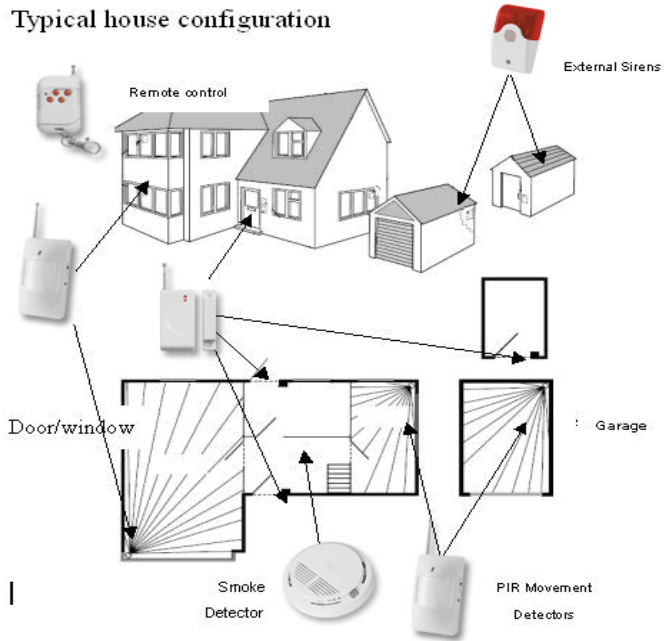 Typical house configuration
External Sirens
Remote control
Door/window
Garage
Smoke
Detector
PIR Movement
Detectors